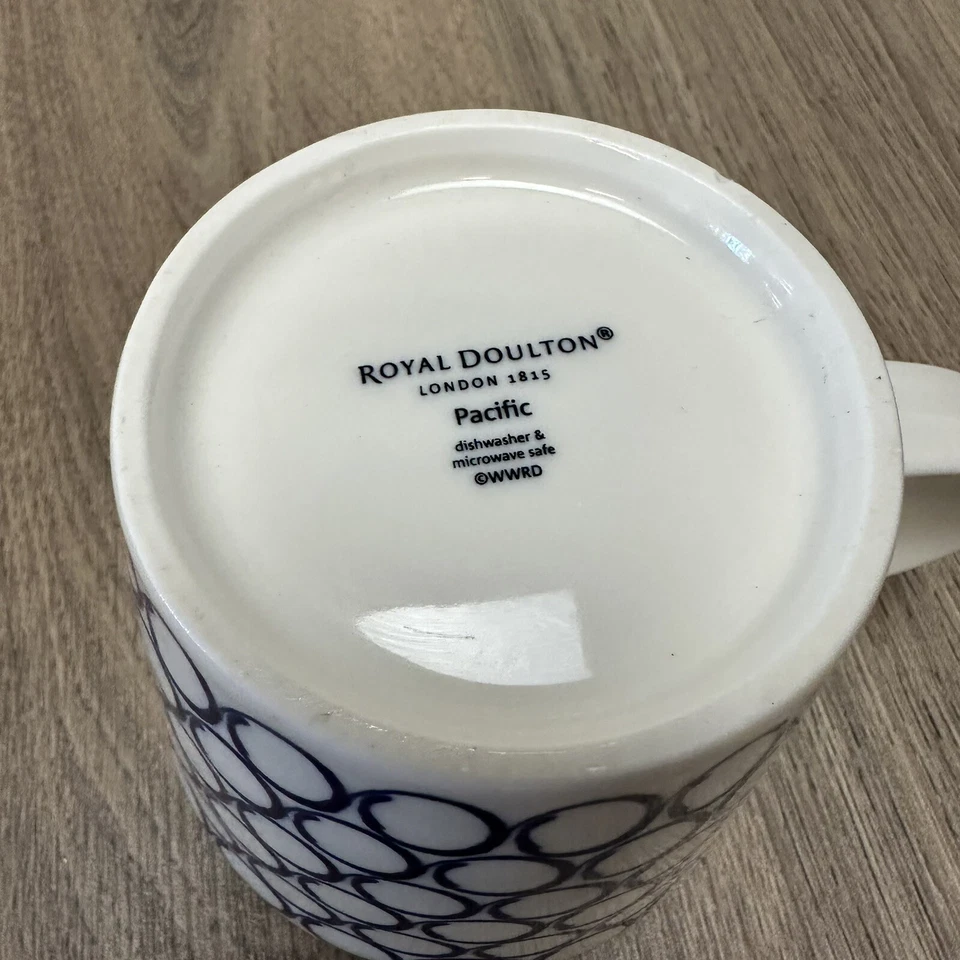 ROYAL DOULTON®
LONDON 1815
Pacific
dishwasher &
microwave safe
©WWRD